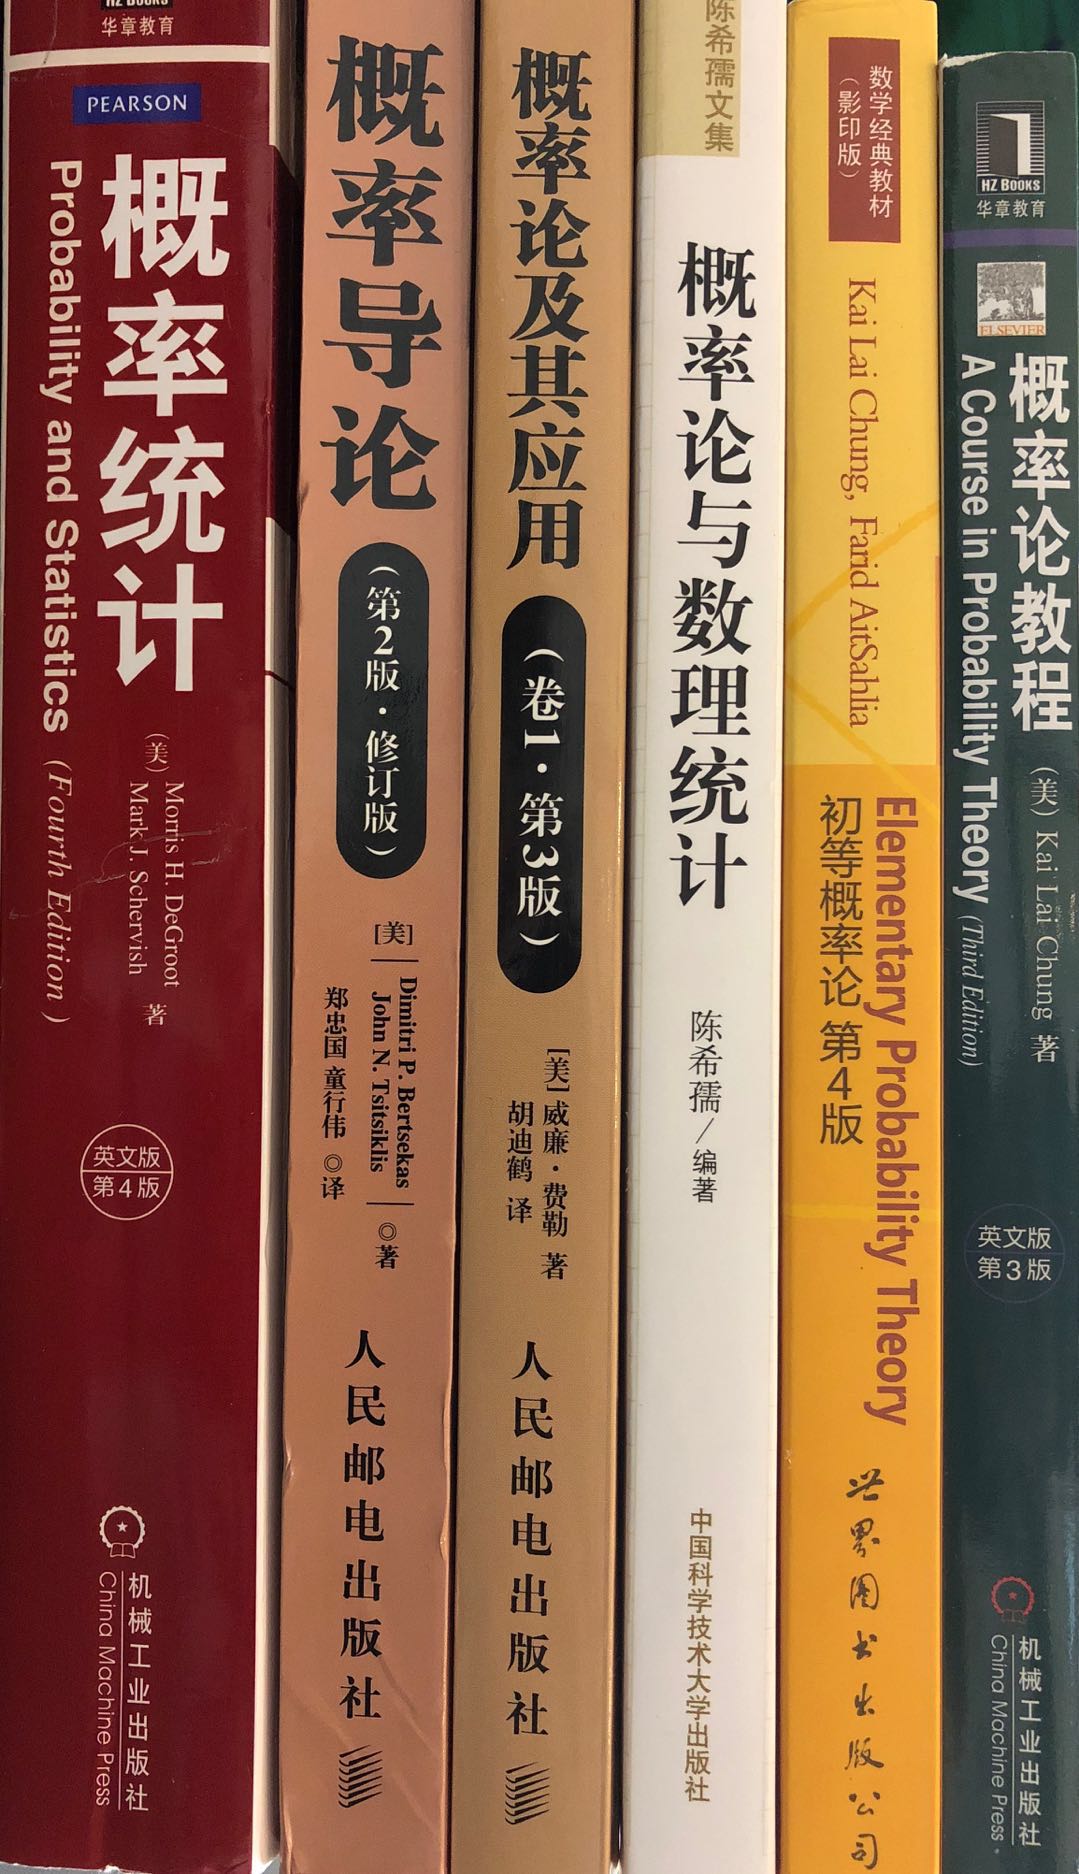 HZ BOOKS
华章教育
PEARSON
概率统计
Probability and Statistics (Fourth Edition)
(美) Morris H. DeGroot
Mark J. Schervish 著
英文版
第4版
机械工业出版社
China Machine Press
概率导论
(第2版·修订版)
[美] Dimitri P. Bertsekas
John N. Tsitsiklis ◎著
郑忠国 童行伟 ◎译
人民邮电出版社
概率论及其应用
(卷1·第3版)
[美] 威廉·费勒 著
胡迪鹤 译
人民邮电出版社
陈希孺文集
概率论与数理统计
陈希孺/编著
中国科学技术大学出版社
数学经典教材
(影印版)
Kai Lai Chung, Farid AitSahlia
Elementary Probability Theory
初等概率论 第4版
世界图书出版公司
HZ BOOKS
华章教育
ELSEVIER
概率论教程
A Course in Probability Theory (Third Edition)
(美) Kai Lai Chung 著
英文版
第3版
机械工业出版社
China Machine Press